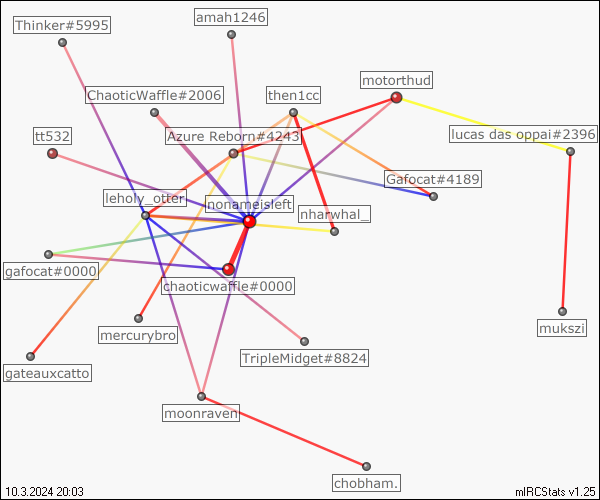 amah1246
Thinker#5995
motorthud
ChaoticWaffle#2006
then1cc
tt532
Azure Reborn#4243
lucas das oppai#2396
Gafocat#4189
leholy_otter
nonameisleft
nharwhal_
gafocat#0000
chaoticwaffle#0000
mercurybro
mukszi
TripleMidget#8824
gateauxcatto
moonraven
chobham.
10.3.2024 20:03
mIRCStats v1.25